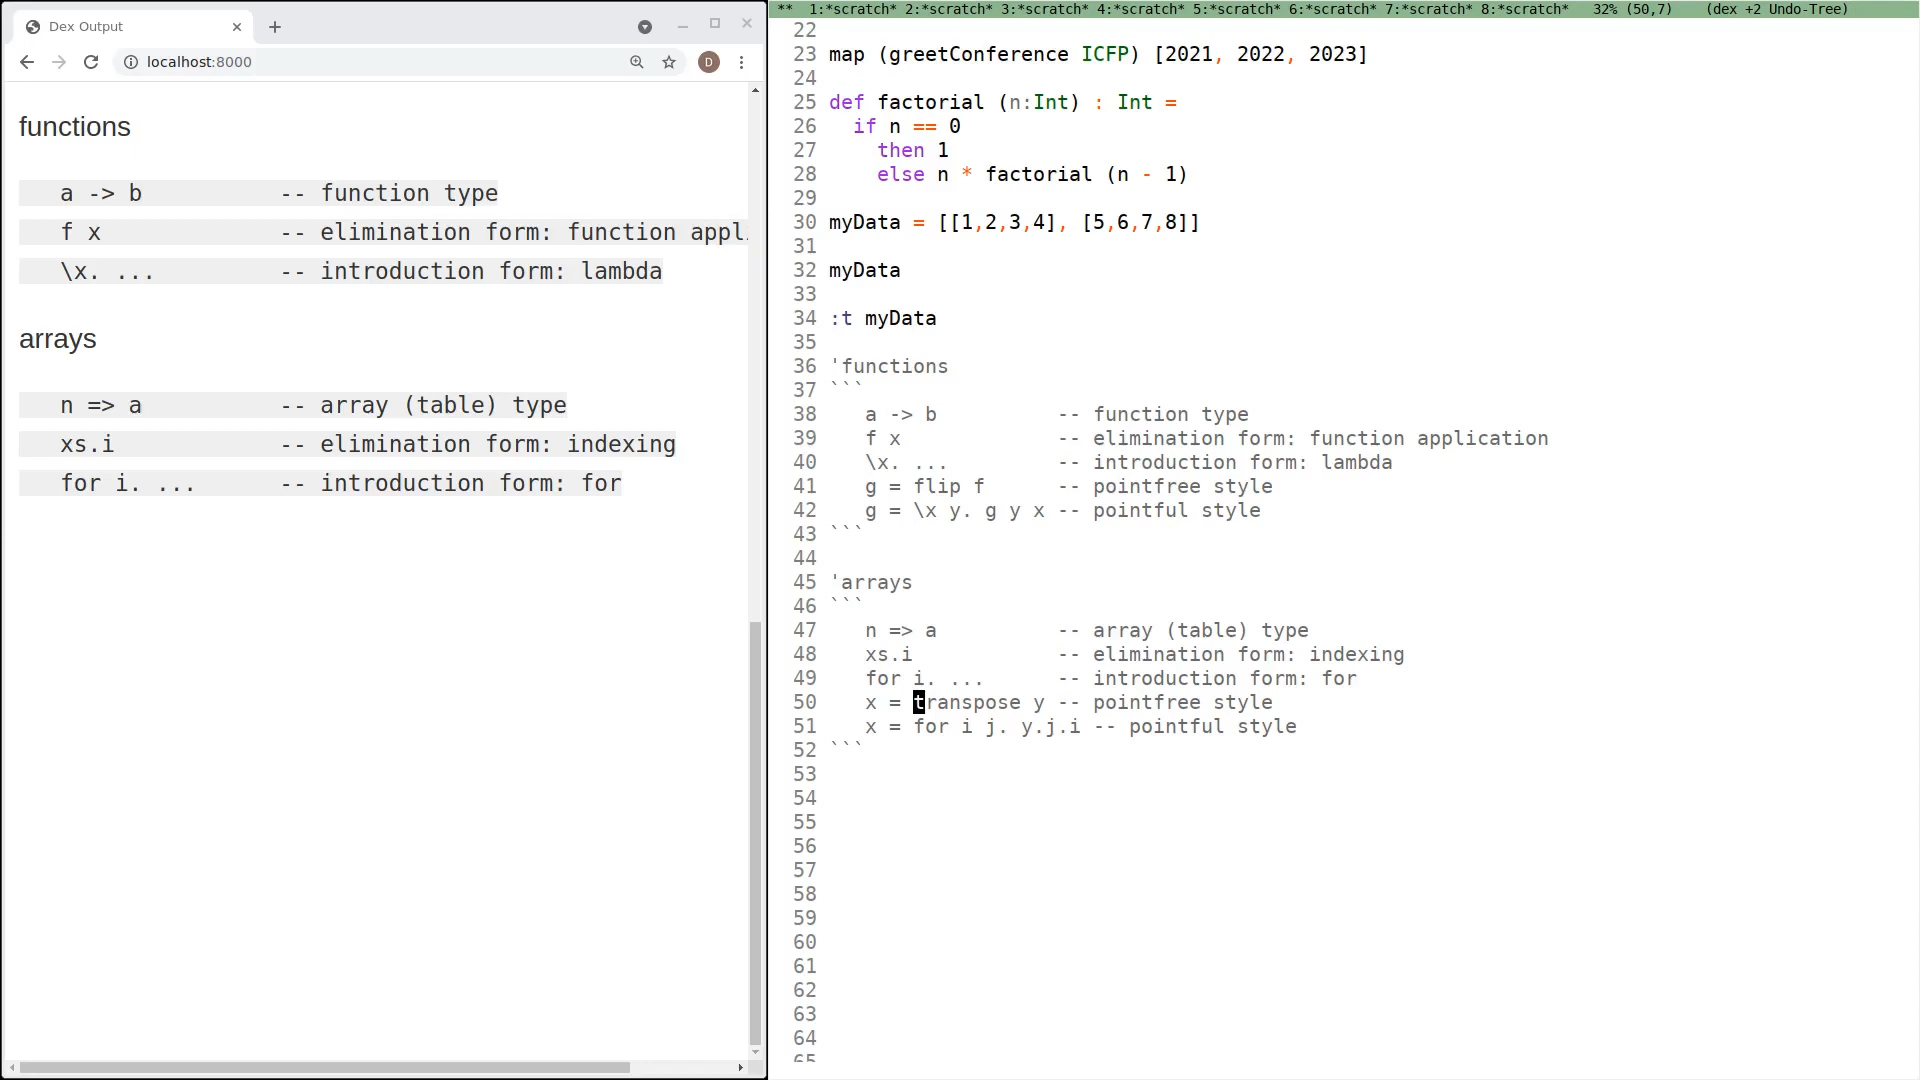 Dex Output
localhost:8000
D
functions
a -> b          -- function type
f x             -- elimination form: function appl
\x. ...         -- introduction form: lambda
arrays
n => a          -- array (table) type
xs.i            -- elimination form: indexing
for i. ...      -- introduction form: for
**  1:*scratch* 2:*scratch* 3:*scratch* 4:*scratch* 5:*scratch* 6:*scratch* 7:*scratch* 8:*scratch*   32% (50,7)    (dex +2 Undo-Tree)
22
23 map (greetConference ICFP) [2021, 2022, 2023]
24
25 def factorial (n:Int) : Int =
26   if n == 0
27     then 1
28     else n * factorial (n - 1)
29
30 myData = [[1,2,3,4], [5,6,7,8]]
31
32 myData
33
34 :t myData
35
36 'functions
37 ```
38    a -> b          -- function type
39    f x             -- elimination form: function application
40    \x. ...         -- introduction form: lambda
41    g = flip f      -- pointfree style
42    g = \x y. g y x -- pointful style
43 ```
44
45 'arrays
46 ```
47    n => a          -- array (table) type
48    xs.i            -- elimination form: indexing
49    for i. ...      -- introduction form: for
50    x = transpose y -- pointfree style
51    x = for i j. y.j.i -- pointful style
52 ```
53
54
55
56
57
58
59
60
61
62
63
64
65